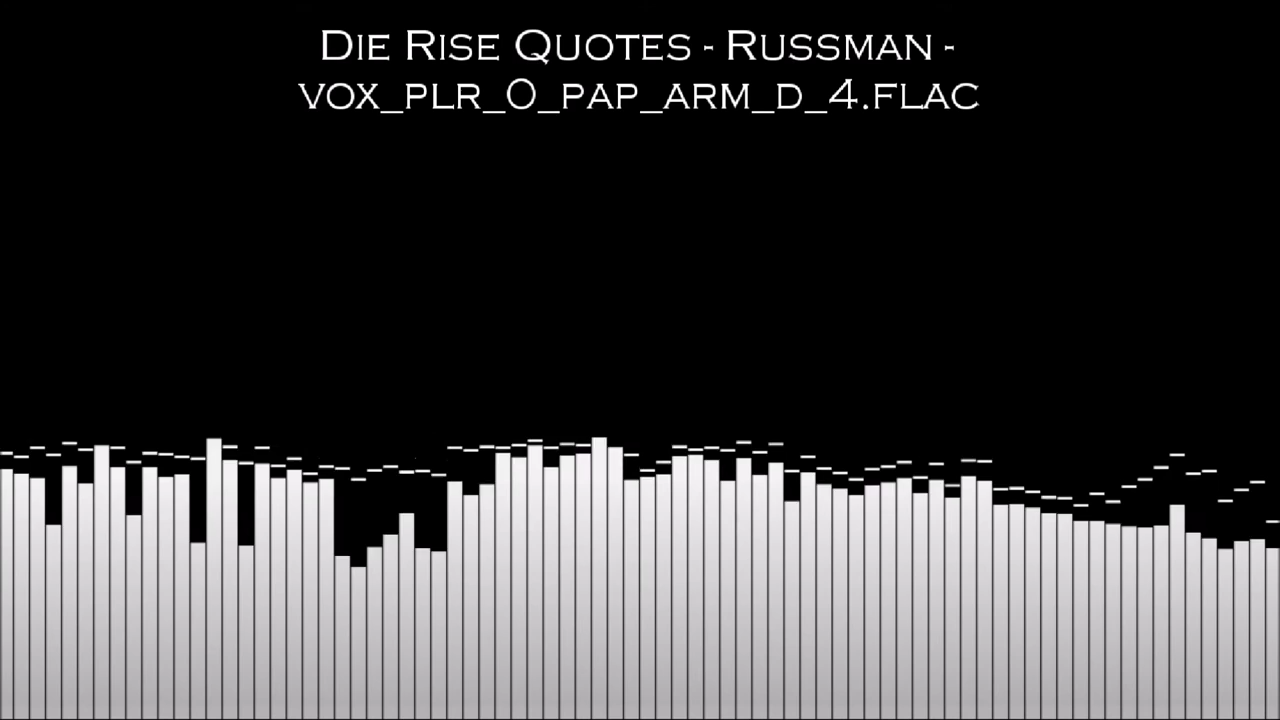 Die Rise Quotes - Russman -
vox_plr_0_pap_arm_d_4.flac